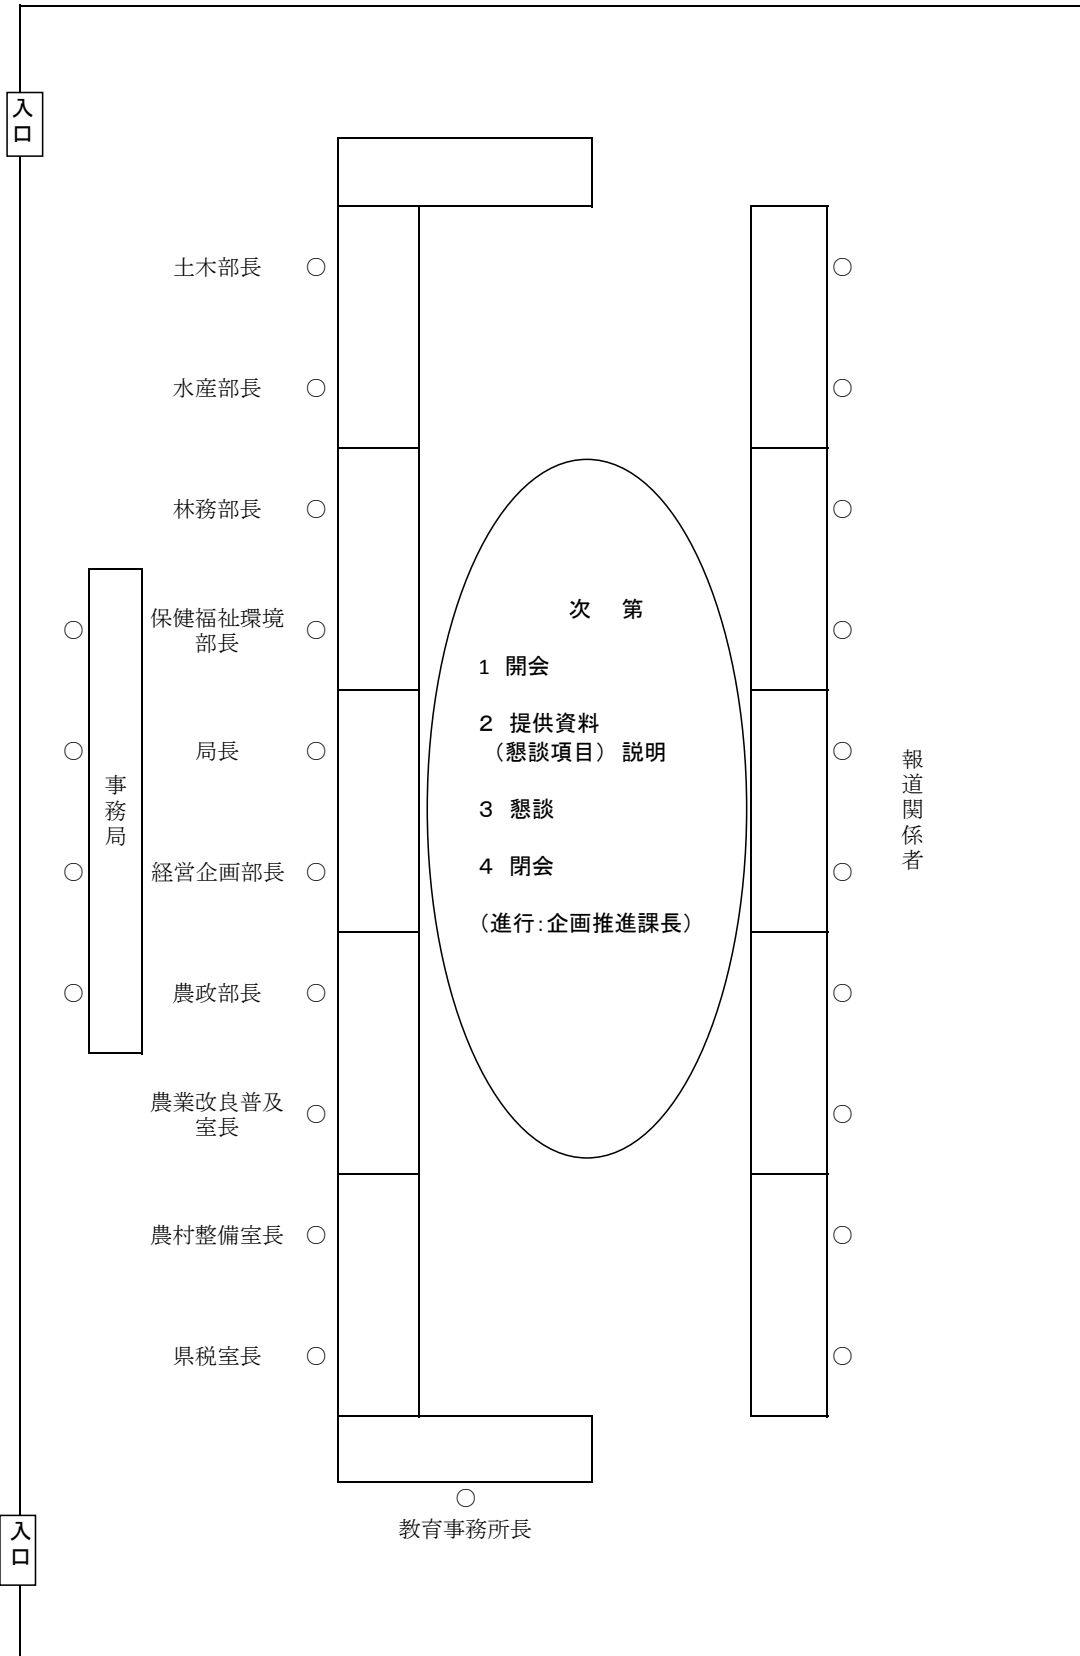 入
口
土木部長 ○ ○
水産部長 ○ ○
林務部長 ○ ○
○ 保健福祉環境
部長 ○ ○
○ 局長 ○ ○
○ 経営企画部長 ○ ○
○ 農政部長 ○ ○
農業改良普及
室長 ○ ○
農村整備室長 ○ ○
県税室長 ○ ○
事務局
次 第
1 開会
2 提供資料
（懇談項目） 説明
3 懇談
4 閉会
（進行：企画推進課長）
報道関係者
○
教育事務所長
入
口